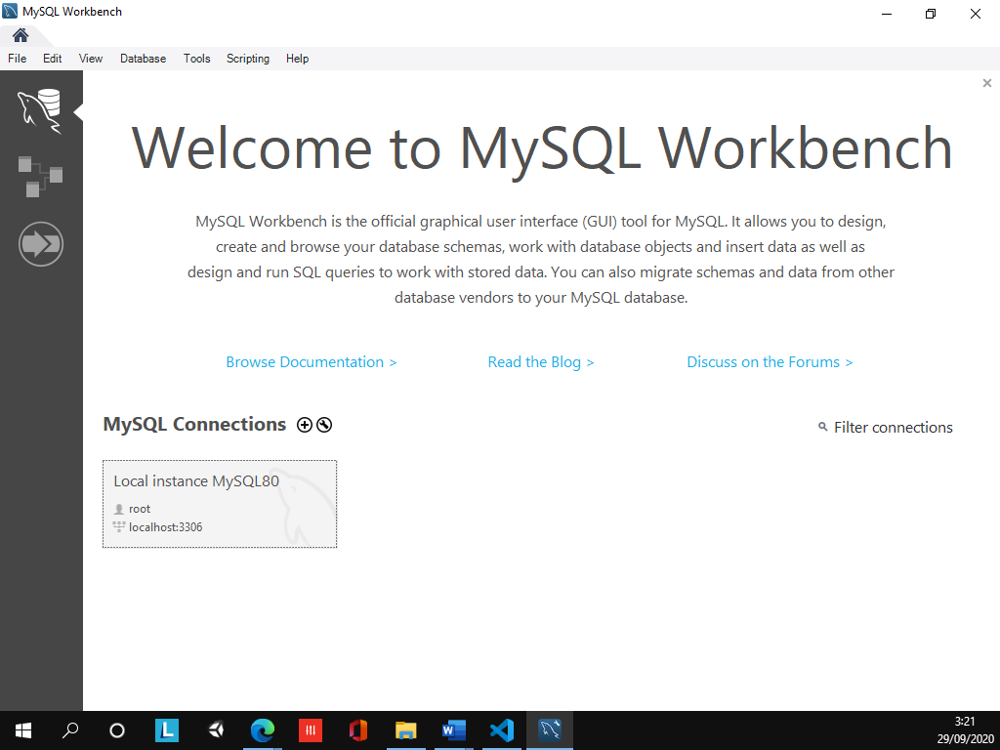 MySQL Workbench
File Edit View Database Tools Scripting Help
Welcome to MySQL Workbench
MySQL Workbench is the official graphical user interface (GUI) tool for MySQL. It allows you to design,
create and browse your database schemas, work with database objects and insert data as well as
design and run SQL queries to work with stored data. You can also migrate schemas and data from other
database vendors to your MySQL database.
Browse Documentation > Read the Blog > Discuss on the Forums >
MySQL Connections
Filter connections
Local instance MySQL80
root
localhost:3306
L
W
3:21
29/09/2020